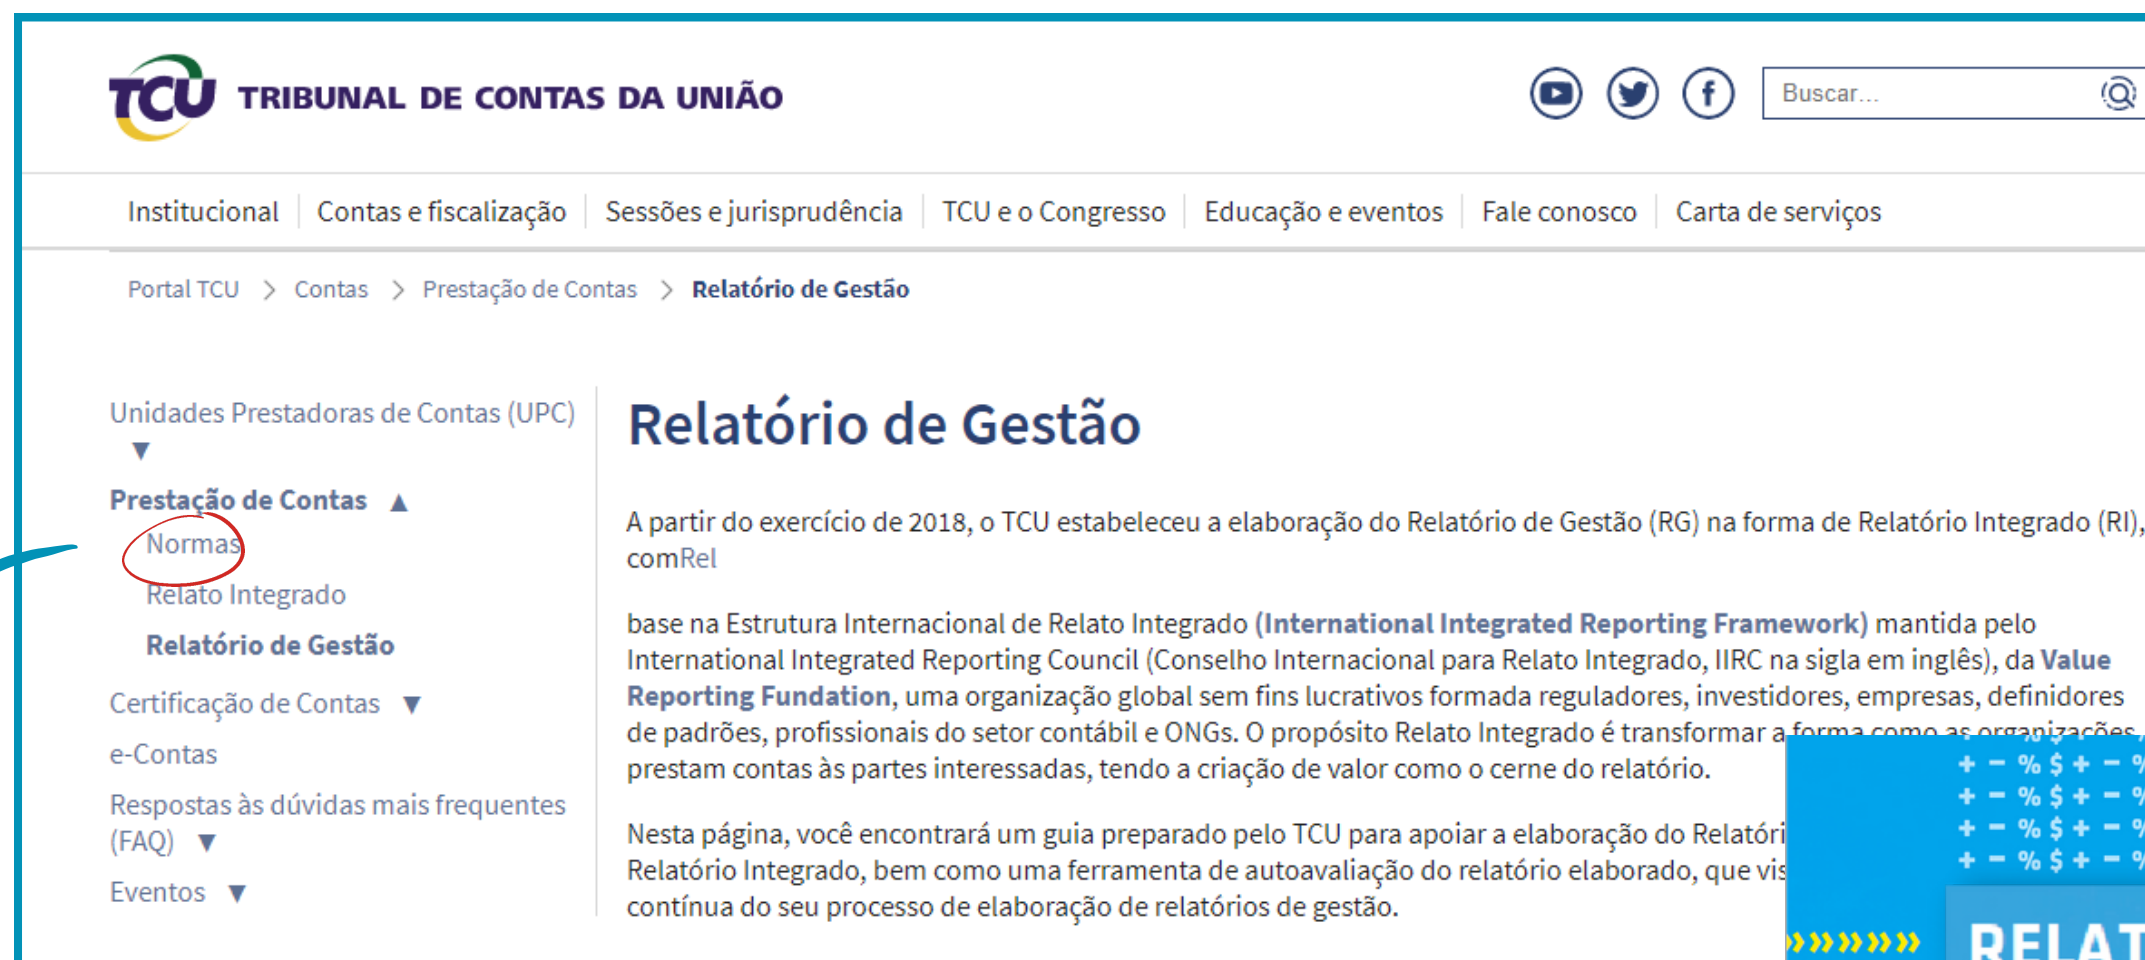 TCU TRIBUNAL DE CONTAS DA UNIÃO
Buscar...
Institucional Contas e fiscalização Sessões e jurisprudência TCU e o Congresso Educação e eventos Fale conosco Carta de serviços
Portal TCU > Contas > Prestação de Contas > Relatório de Gestão
Unidades Prestadoras de Contas (UPC) ▼
Prestação de Contas ▲
Normas
Relato Integrado
Relatório de Gestão
Certificação de Contas ▼
e-Contas
Respostas às dúvidas mais frequentes
(FAQ) ▼
Eventos ▼
Relatório de Gestão
A partir do exercício de 2018, o TCU estabeleceu a elaboração do Relatório de Gestão (RG) na forma de Relatório Integrado (RI),
comRel
base na Estrutura Internacional de Relato Integrado (International Integrated Reporting Framework) mantida pelo
International Integrated Reporting Council (Conselho Internacional para Relato Integrado, IIRC na sigla em inglês), da Value
Reporting Fundation, uma organização global sem fins lucrativos formada reguladores, investidores, empresas, definidores
de padrões, profissionais do setor contábil e ONGs. O propósito Relato Integrado é transformar a forma como as organizações
prestam contas às partes interessadas, tendo a criação de valor como o cerne do relatório.
Nesta página, você encontrará um guia preparado pelo TCU para apoiar a elaboração do Relatóri
Relatório Integrado, bem como uma ferramenta de autoavaliação do relatório elaborado, que vis
contínua do seu processo de elaboração de relatórios de gestão.
+ − % $ + − %
+ − % $ + − %
+ − % $ + − %
+ − % $ + − %
»»»»»» RELAT